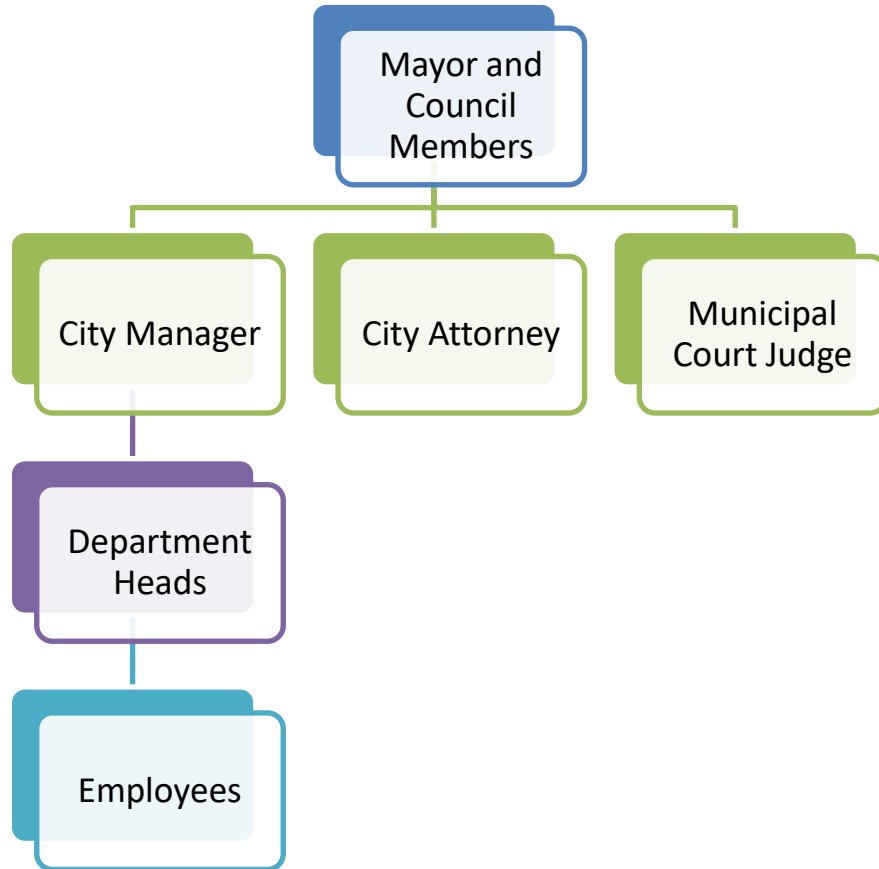 Mayor and
Council
Members
City Manager
City Attorney
Municipal
Court Judge
Department
Heads
Employees